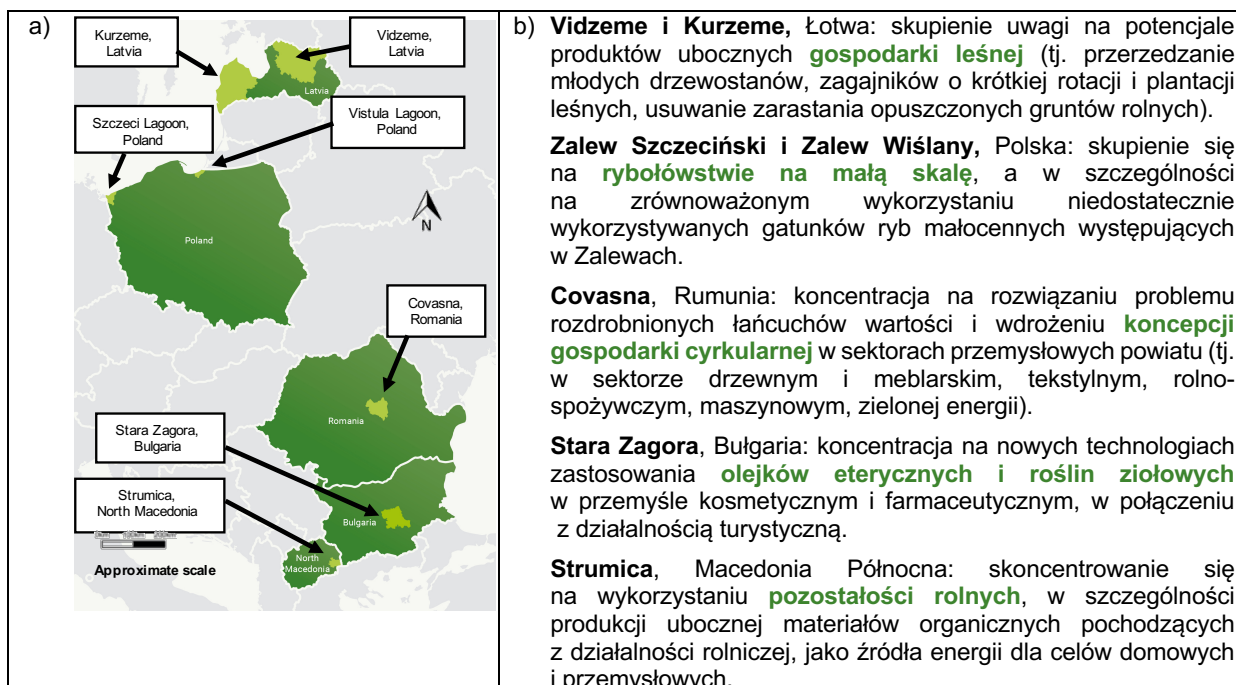 a)
Kurzeme,
Latvia
Vidzeme,
Latvia
Latvia
Szczeci Lagoon,
Poland
Vistula Lagoon,
Poland
N
Poland
Covasna,
Romania
Romania
Stara Zagora,
Bulgaria
Strumica,
North Macedonia
Bulgaria
North
Macedonia
Approximate scale
b) Vidzeme i Kurzeme, Łotwa: skupienie uwagi na potencjale
produktów ubocznych gospodarki leśnej (tj. przerzedzanie
młodych drzewostanów, zagajników o krótkiej rotacji i plantacji
leśnych, usuwanie zarastania opuszczonych gruntów rolnych).
Zalew Szczeciński i Zalew Wiślany, Polska: skupienie się
na rybołówstwie na małą skalę, a w szczególności
na zrównoważonym wykorzystaniu niedostatecznie
wykorzystywanych gatunków ryb małocennych występujących
w Zalewach.
Covasna, Rumunia: koncentracja na rozwiązaniu problemu
rozdrobnionych łańcuchów wartości i wdrożeniu koncepcji
gospodarki cyrkularnej w sektorach przemysłowych powiatu (tj.
w sektorze drzewnym i meblarskim, tekstylnym, rolno-
spożywczym, maszynowym, zielonej energii).
Stara Zagora, Bułgaria: koncentracja na nowych technologiach
zastosowania olejków eterycznych i roślin ziołowych
w przemyśle kosmetycznym i farmaceutycznym, w połączeniu
z działalnością turystyczną.
Strumica, Macedonia Północna: skoncentrowanie się
na wykorzystaniu pozostałości rolnych, w szczególności
produkcji ubocznej materiałów organicznych pochodzących
z działalności rolniczej, jako źródła energii dla celów domowych
i przemysłowych.